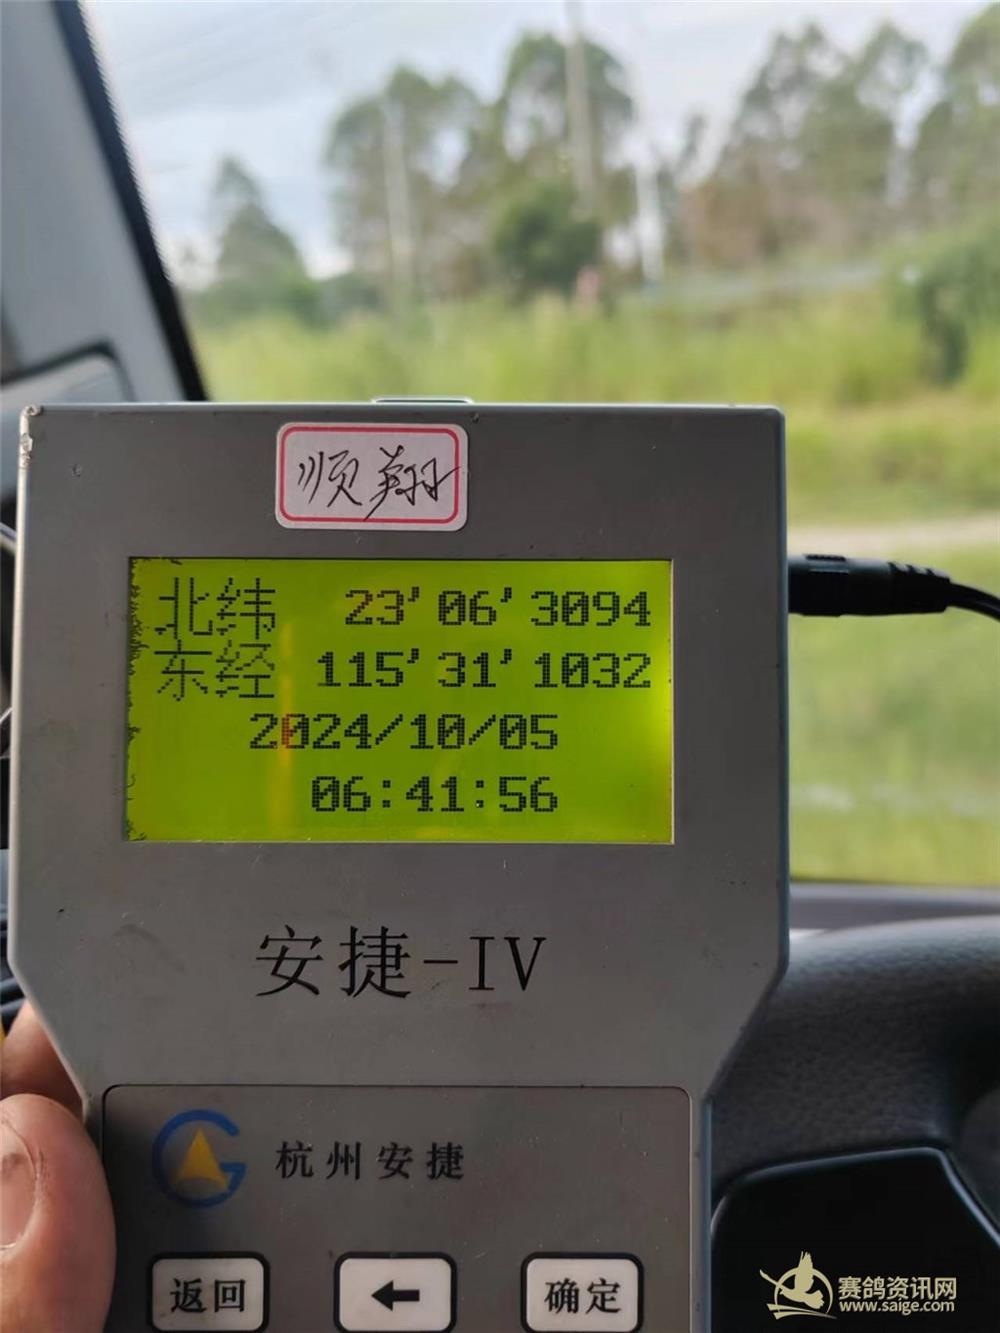 顺翔
北纬 23'06'3094
东经 115'31'1032
2024/10/05
06:41:56
安捷-IV
杭州安捷
返回 ← 确定
赛鸽资讯网
www.saige.com